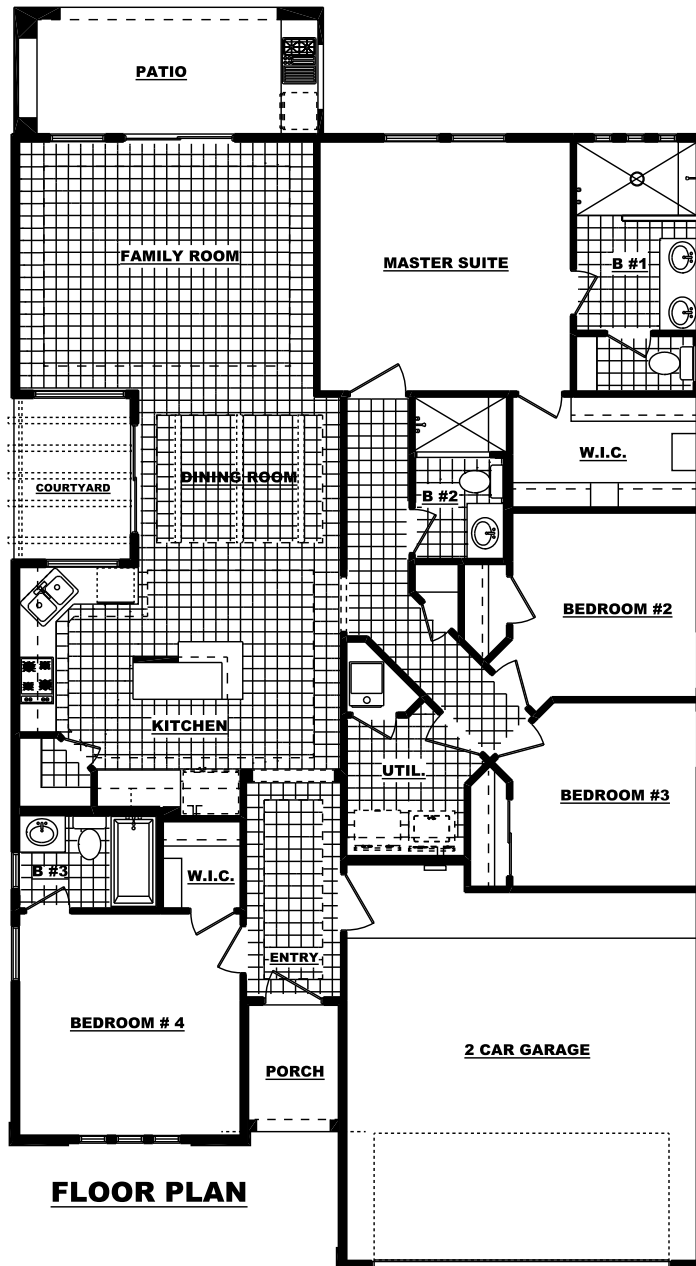 PATIO
FAMILY ROOM
MASTER SUITE
B #1
DINING ROOM
W.I.C.
COURTYARD
B #2
BEDROOM #2
KITCHEN
UTIL.
BEDROOM #3
B #3
W.I.C.
ENTRY
BEDROOM # 4
2 CAR GARAGE
PORCH
FLOOR PLAN